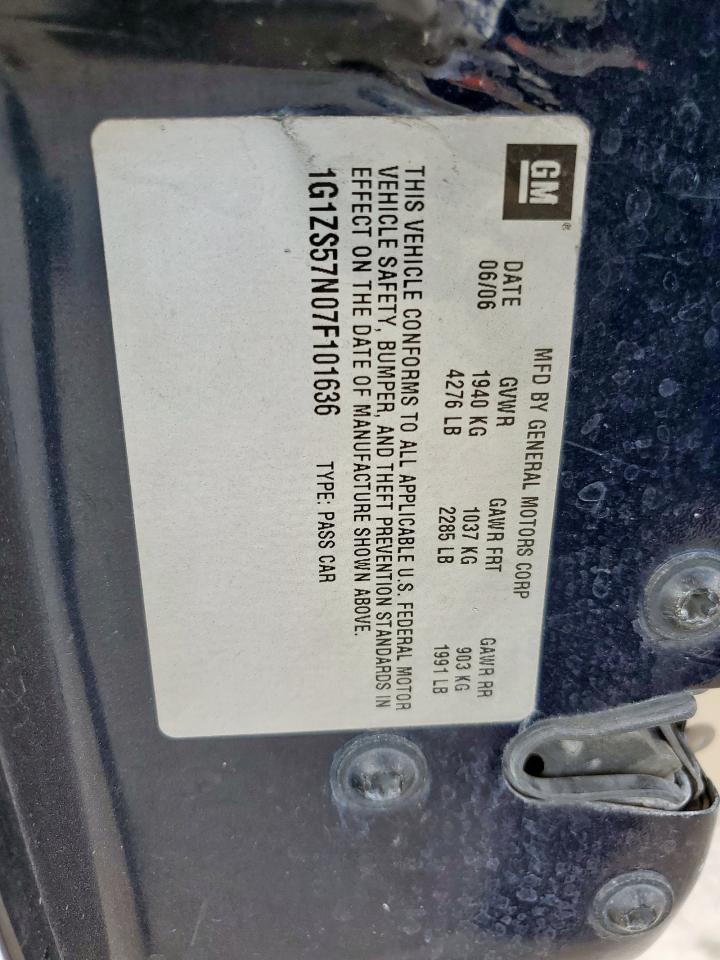 GM®
MFD BY GENERAL MOTORS CORP
DATE GVWR GAWR FRT GAWR RR
06/06 1940 KG 1037 KG 903 KG
4276 LB 2285 LB 1991 LB
THIS VEHICLE CONFORMS TO ALL APPLICABLE U.S. FEDERAL MOTOR
VEHICLE SAFETY, BUMPER, AND THEFT PREVENTION STANDARDS IN
EFFECT ON THE DATE OF MANUFACTURE SHOWN ABOVE.
1G1ZS57N07F101636 TYPE: PASS CAR